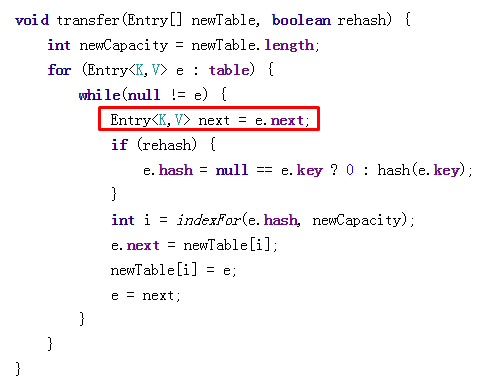 void transfer(Entry[] newTable, boolean rehash) {
    int newCapacity = newTable.length;
    for (Entry<K,V> e : table) {
        while(null != e) {
            Entry<K,V> next = e.next;
            if (rehash) {
                e.hash = null == e.key ? 0 : hash(e.key);
            }
            int i = indexFor(e.hash, newCapacity);
            e.next = newTable[i];
            newTable[i] = e;
            e = next;
        }
    }
}